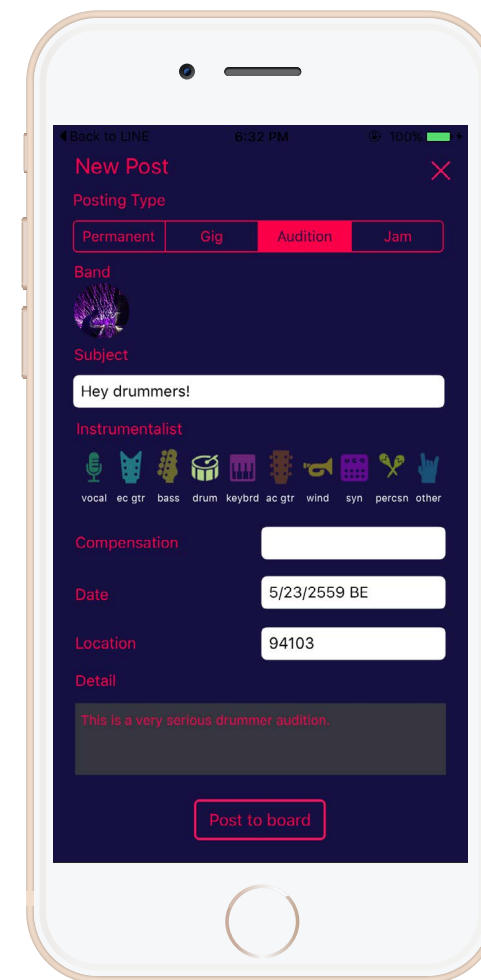 Back to LINE 6:32 PM 100%
New Post
Posting Type
Permanent Gig Audition Jam
Band
Subject
Hey drummers!
Instrumentalist
vocal ec gtr bass drum keybrd ac gtr wind syn percsn other
Compensation
Date 5/23/2559 BE
Location 94103
Detail
This is a very serious drummer audition.
Post to board